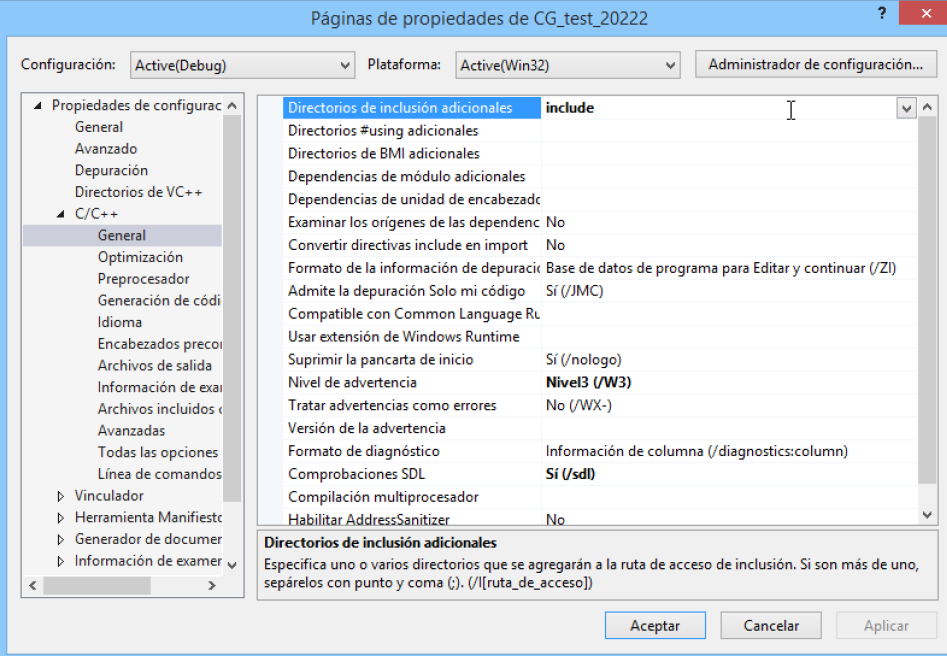 Páginas de propiedades de CG_test_20222
?
Configuración:
Active(Debug)
Plataforma:
Active(Win32)
Administrador de configuración...
Propiedades de configurac
General
Avanzado
Depuración
Directorios de VC++
C/C++
General
Optimización
Preprocesador
Generación de códi
Idioma
Encabezados preco
Archivos de salida
Información de exa
Archivos incluidos
Avanzadas
Todas las opciones
Línea de comandos
Vinculador
Herramienta Manifiesto
Generador de documer
Información de examer
Directorios de inclusión adicionales include
Directorios #using adicionales
Directorios de BMI adicionales
Dependencias de módulo adicionales
Dependencias de unidad de encabezado
Examinar los orígenes de las dependenc No
Convertir directivas include en import No
Formato de la información de depuració Base de datos de programa para Editar y continuar (/ZI)
Admite la depuración Solo mi código Sí (/JMC)
Compatible con Common Language Ru
Usar extensión de Windows Runtime
Suprimir la pancarta de inicio Sí (/nologo)
Nivel de advertencia Nivel3 (/W3)
Tratar advertencias como errores No (/WX-)
Versión de la advertencia
Formato de diagnóstico Información de columna (/diagnostics:column)
Comprobaciones SDL Sí (/sdl)
Compilación multiprocesador
Habilitar AddressSanitizer No
Directorios de inclusión adicionales
Especifica uno o varios directorios que se agregarán a la ruta de acceso de inclusión. Si son más de uno,
sepárelos con punto y coma (;). (/I[ruta_de_acceso])
Aceptar
Cancelar
Aplicar